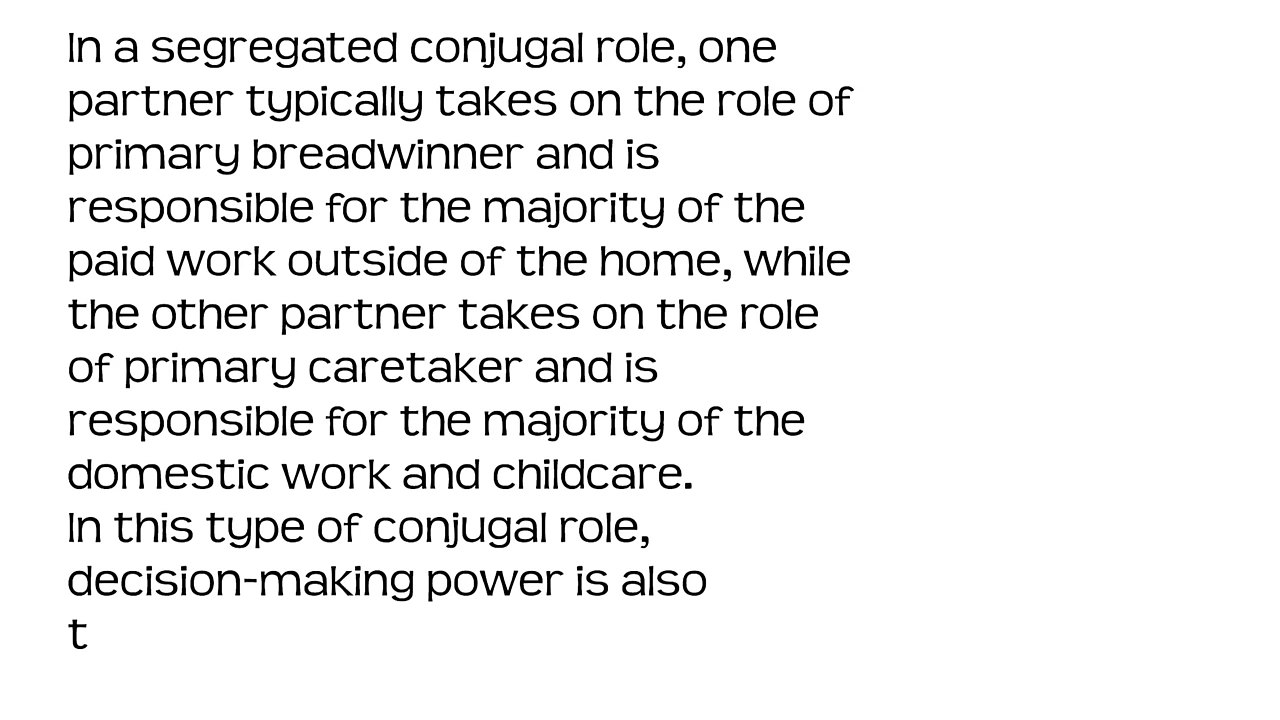 In a segregated conjugal role, one
partner typically takes on the role of
primary breadwinner and is
responsible for the majority of the
paid work outside of the home, while
the other partner takes on the role
of primary caretaker and is
responsible for the majority of the
domestic work and childcare.
In this type of conjugal role,
decision-making power is also
t